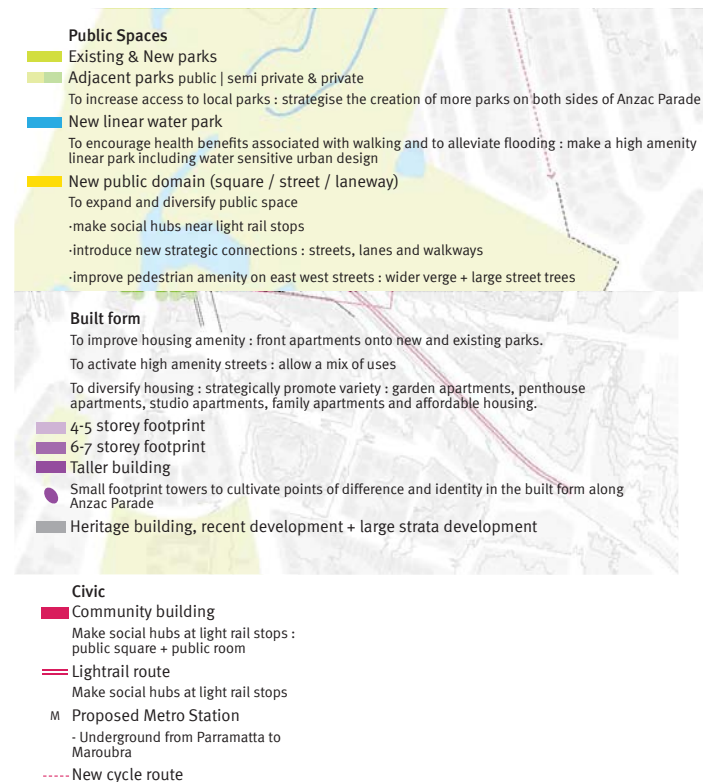 Public Spaces
Existing & New parks
Adjacent parks public | semi private & private
To increase access to local parks : strategise the creation of more parks on both sides of Anzac Parade
New linear water park
To encourage health benefits associated with walking and to alleviate flooding : make a high amenity
linear park including water sensitive urban design
New public domain (square / street / laneway)
To expand and diversify public space
·make social hubs near light rail stops
·introduce new strategic connections : streets, lanes and walkways
·improve pedestrian amenity on east west streets : wider verge + large street trees
Built form
To improve housing amenity : front apartments onto new and existing parks.
To activate high amenity streets : allow a mix of uses
To diversify housing : strategically promote variety : garden apartments, penthouse
apartments, studio apartments, family apartments and affordable housing.
4-5 storey footprint
6-7 storey footprint
Taller building
Small footprint towers to cultivate points of difference and identity in the built form along
Anzac Parade
Heritage building, recent development + large strata development
Civic
Community building
Make social hubs at light rail stops :
public square + public room
Lightrail route
Make social hubs at light rail stops
M Proposed Metro Station
- Underground from Parramatta to
Maroubra
New cycle route